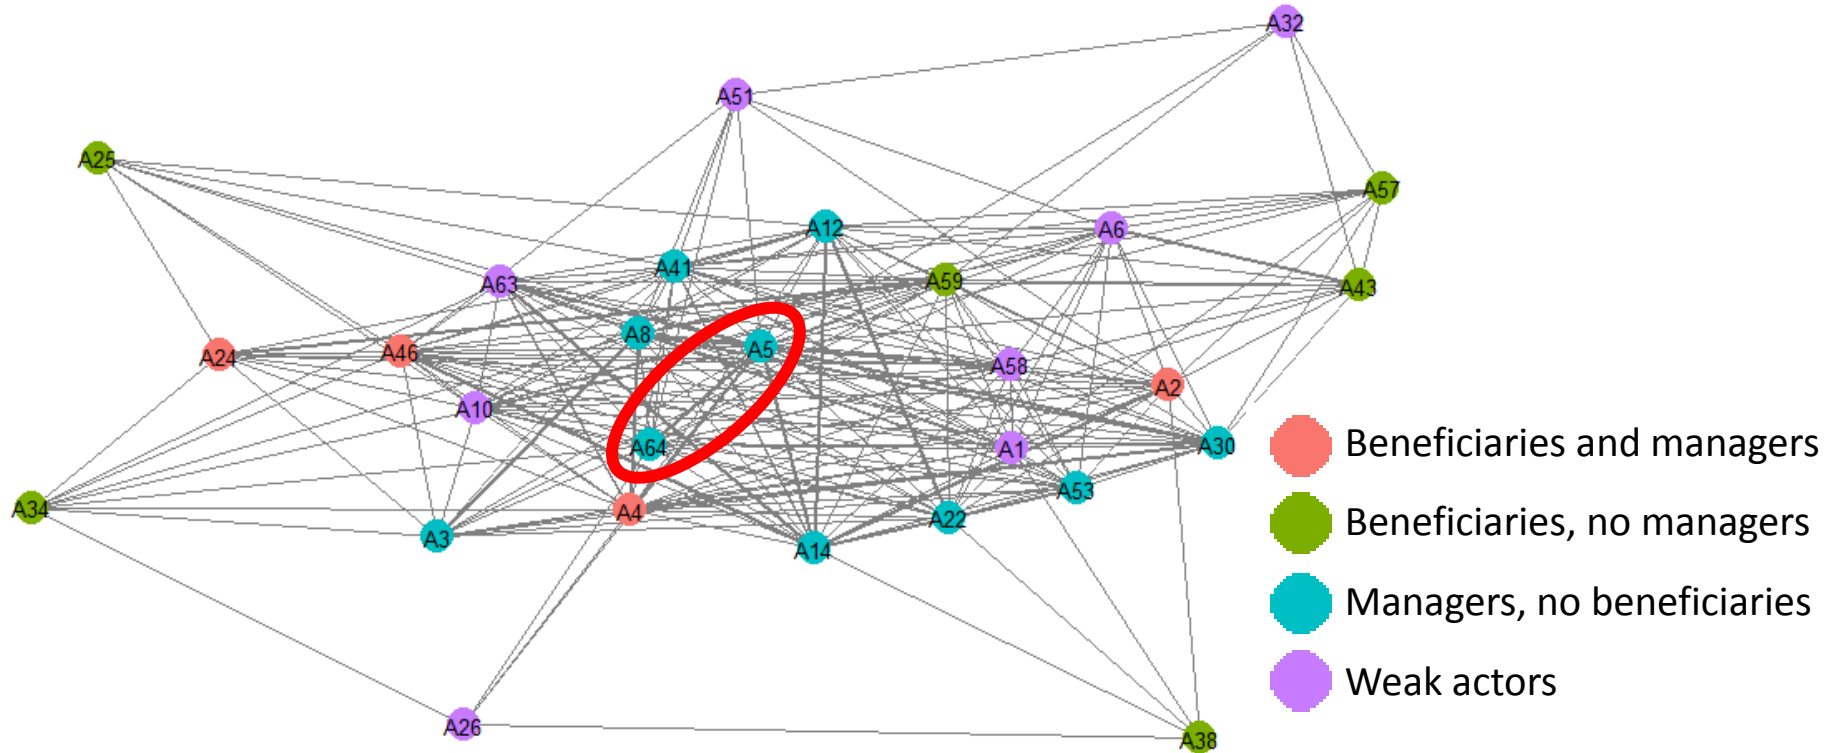 A32
A51
A25
A57
A12
A6
A41
A59
A63
A43
A8
A5
A24
A46
A58
A2
A10
A64
A1
A30
Beneficiaries and managers
A53
A34
A4
A22
Beneficiaries, no managers
A3
A14
Managers, no beneficiaries
Weak actors
A26
A38